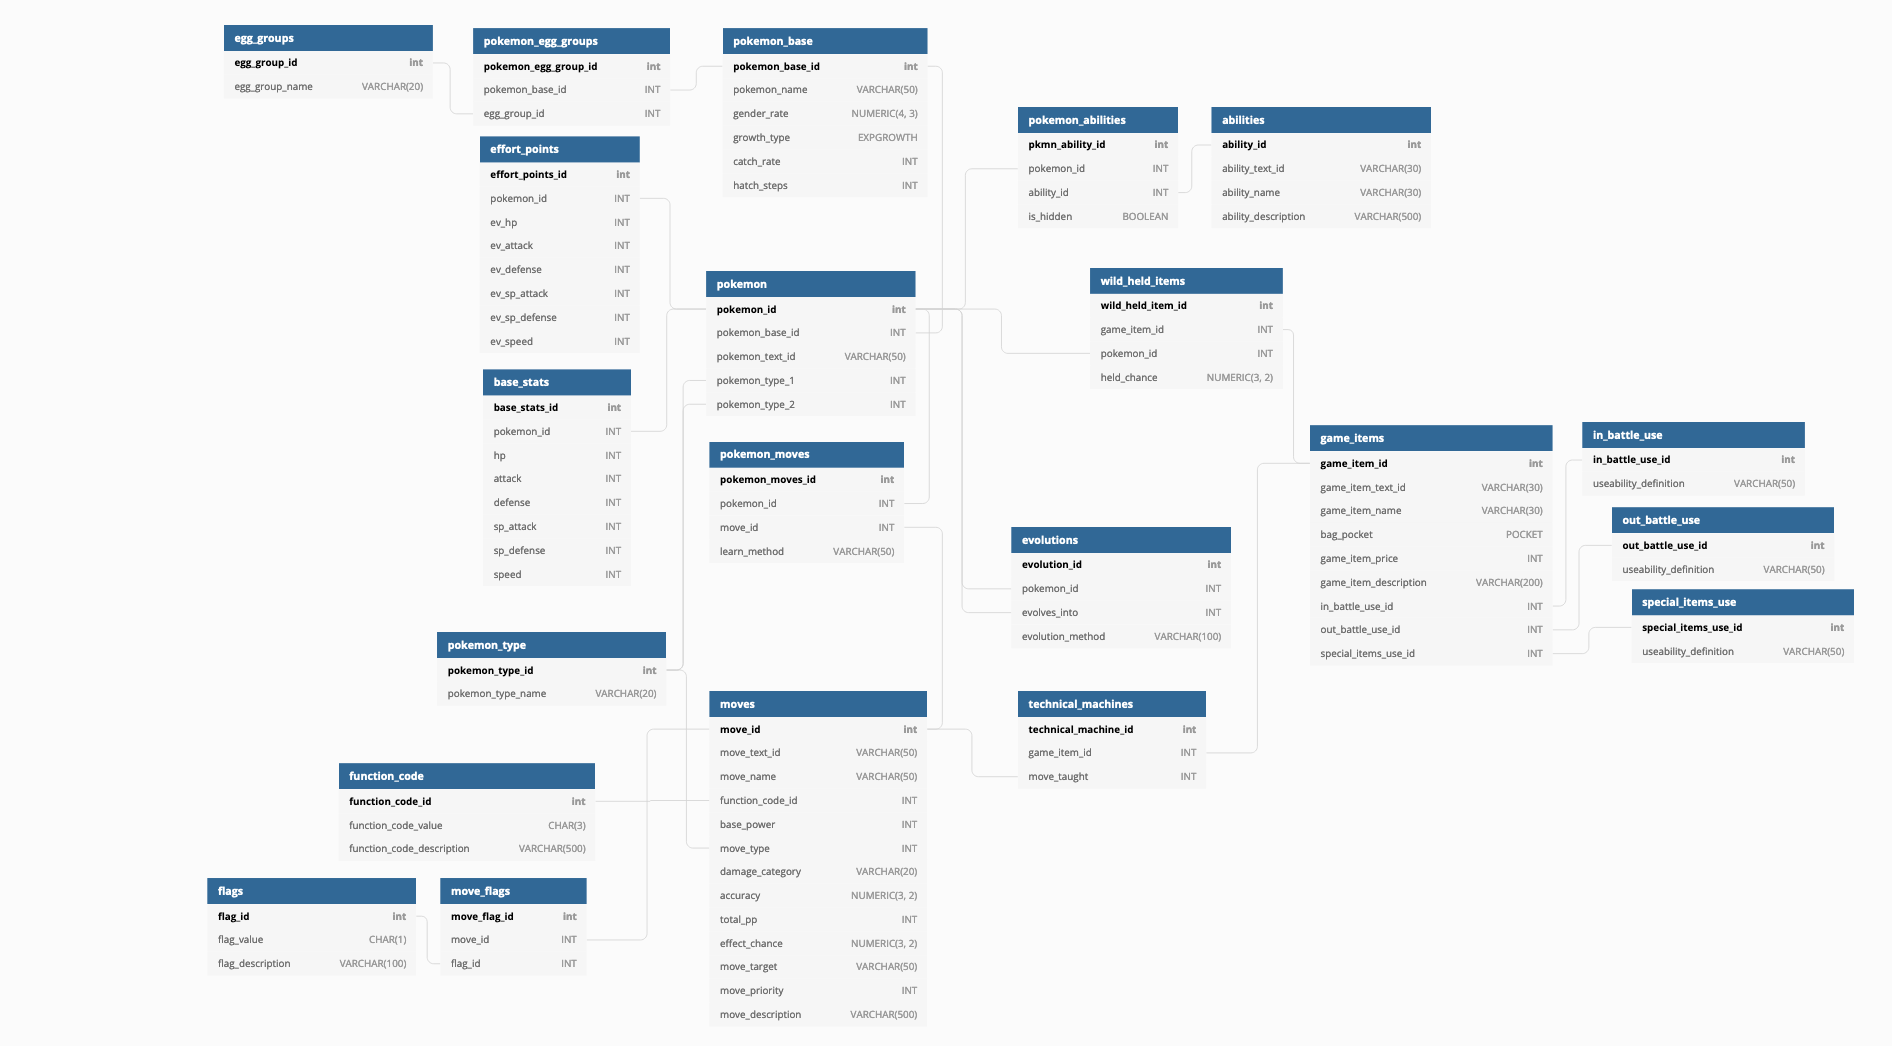 egg_groups
egg_group_id int
egg_group_name VARCHAR(20)
pokemon_egg_groups
pokemon_egg_group_id int
pokemon_base_id INT
egg_group_id INT
pokemon_base
pokemon_base_id int
pokemon_name VARCHAR(50)
gender_rate NUMERIC(4, 3)
growth_type EXPGROWTH
catch_rate INT
hatch_steps INT
pokemon_abilities
pkmn_ability_id int
pokemon_id INT
ability_id INT
is_hidden BOOLEAN
abilities
ability_id int
ability_text_id VARCHAR(30)
ability_name VARCHAR(30)
ability_description VARCHAR(500)
effort_points
effort_points_id int
pokemon_id INT
ev_hp INT
ev_attack INT
ev_defense INT
ev_sp_attack INT
ev_sp_defense INT
ev_speed INT
pokemon
pokemon_id int
pokemon_base_id INT
pokemon_text_id VARCHAR(50)
pokemon_type_1 INT
pokemon_type_2 INT
wild_held_items
wild_held_item_id int
game_item_id INT
pokemon_id INT
held_chance NUMERIC(3, 2)
base_stats
base_stats_id int
pokemon_id INT
hp INT
attack INT
defense INT
sp_attack INT
sp_defense INT
speed INT
pokemon_moves
pokemon_moves_id int
pokemon_id INT
move_id INT
learn_method VARCHAR(50)
game_items
game_item_id int
game_item_text_id VARCHAR(30)
game_item_name VARCHAR(30)
bag_pocket POCKET
game_item_price INT
game_item_description VARCHAR(200)
in_battle_use_id INT
out_battle_use_id INT
special_items_use_id INT
in_battle_use
in_battle_use_id int
useability_definition VARCHAR(50)
out_battle_use
out_battle_use_id int
useability_definition VARCHAR(50)
special_items_use
special_items_use_id int
useability_definition VARCHAR(50)
evolutions
evolution_id int
pokemon_id INT
evolves_into INT
evolution_method VARCHAR(100)
pokemon_type
pokemon_type_id int
pokemon_type_name VARCHAR(20)
moves
move_id int
move_text_id VARCHAR(50)
move_name VARCHAR(50)
function_code_id INT
base_power INT
move_type INT
damage_category VARCHAR(20)
accuracy NUMERIC(3, 2)
total_pp INT
effect_chance NUMERIC(3, 2)
move_target VARCHAR(50)
move_priority INT
move_description VARCHAR(500)
technical_machines
technical_machine_id int
game_item_id INT
move_taught INT
function_code
function_code_id int
function_code_value CHAR(3)
function_code_description VARCHAR(500)
flags
flag_id int
flag_value CHAR(1)
flag_description VARCHAR(100)
move_flags
move_flag_id int
move_id INT
flag_id INT